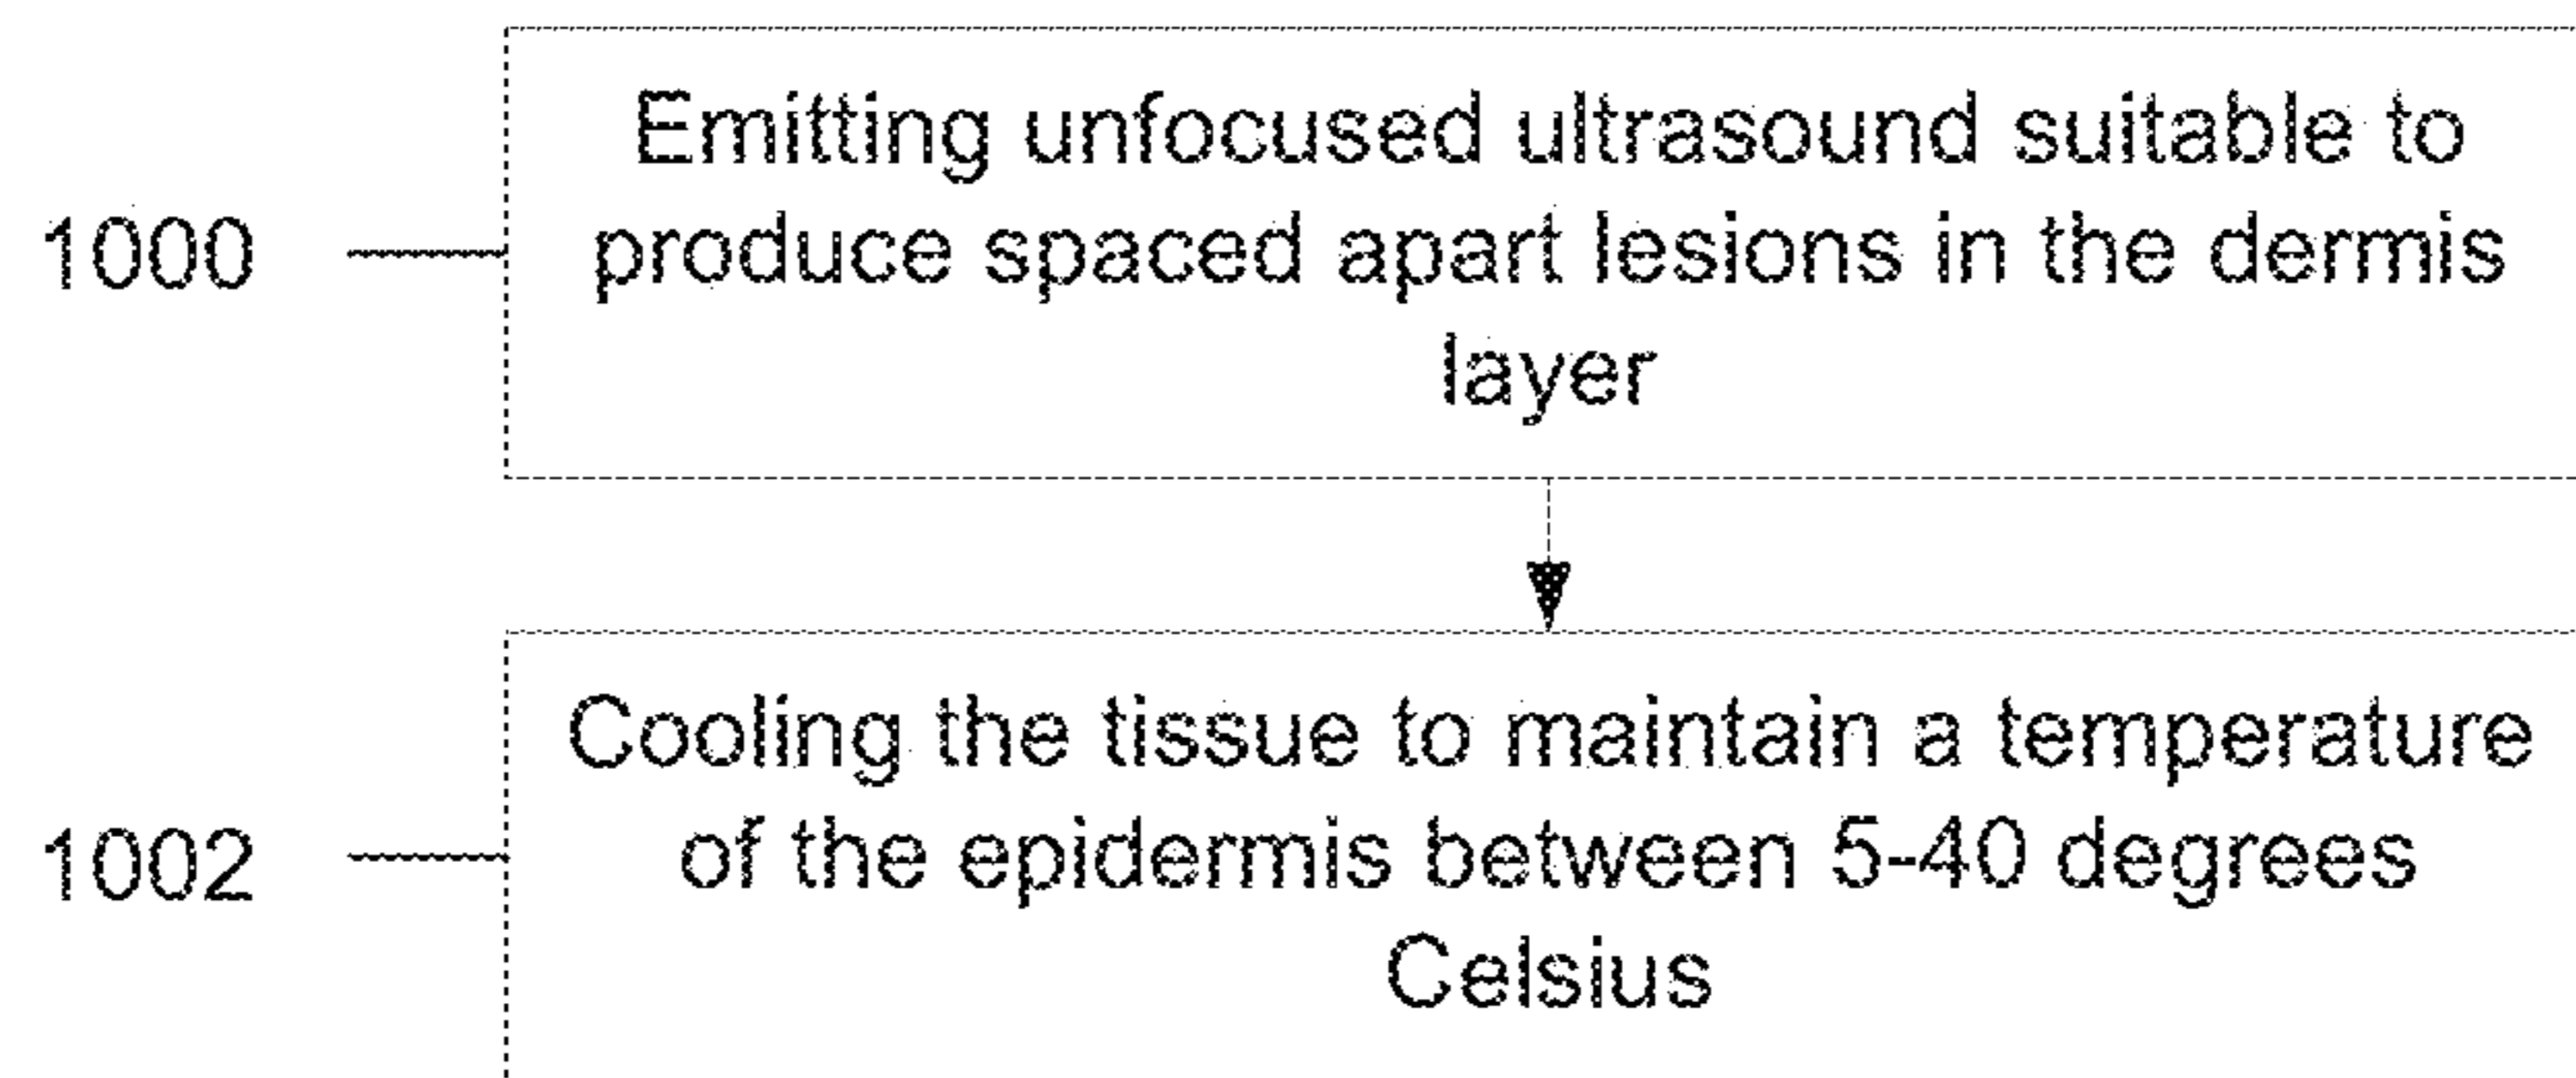 Emitting unfocused ultrasound suitable to
1000 produce spaced apart lesions in the dermis
layer
Cooling the tissue to maintain a temperature
1002 of the epidermis between 5-40 degrees
Celsius